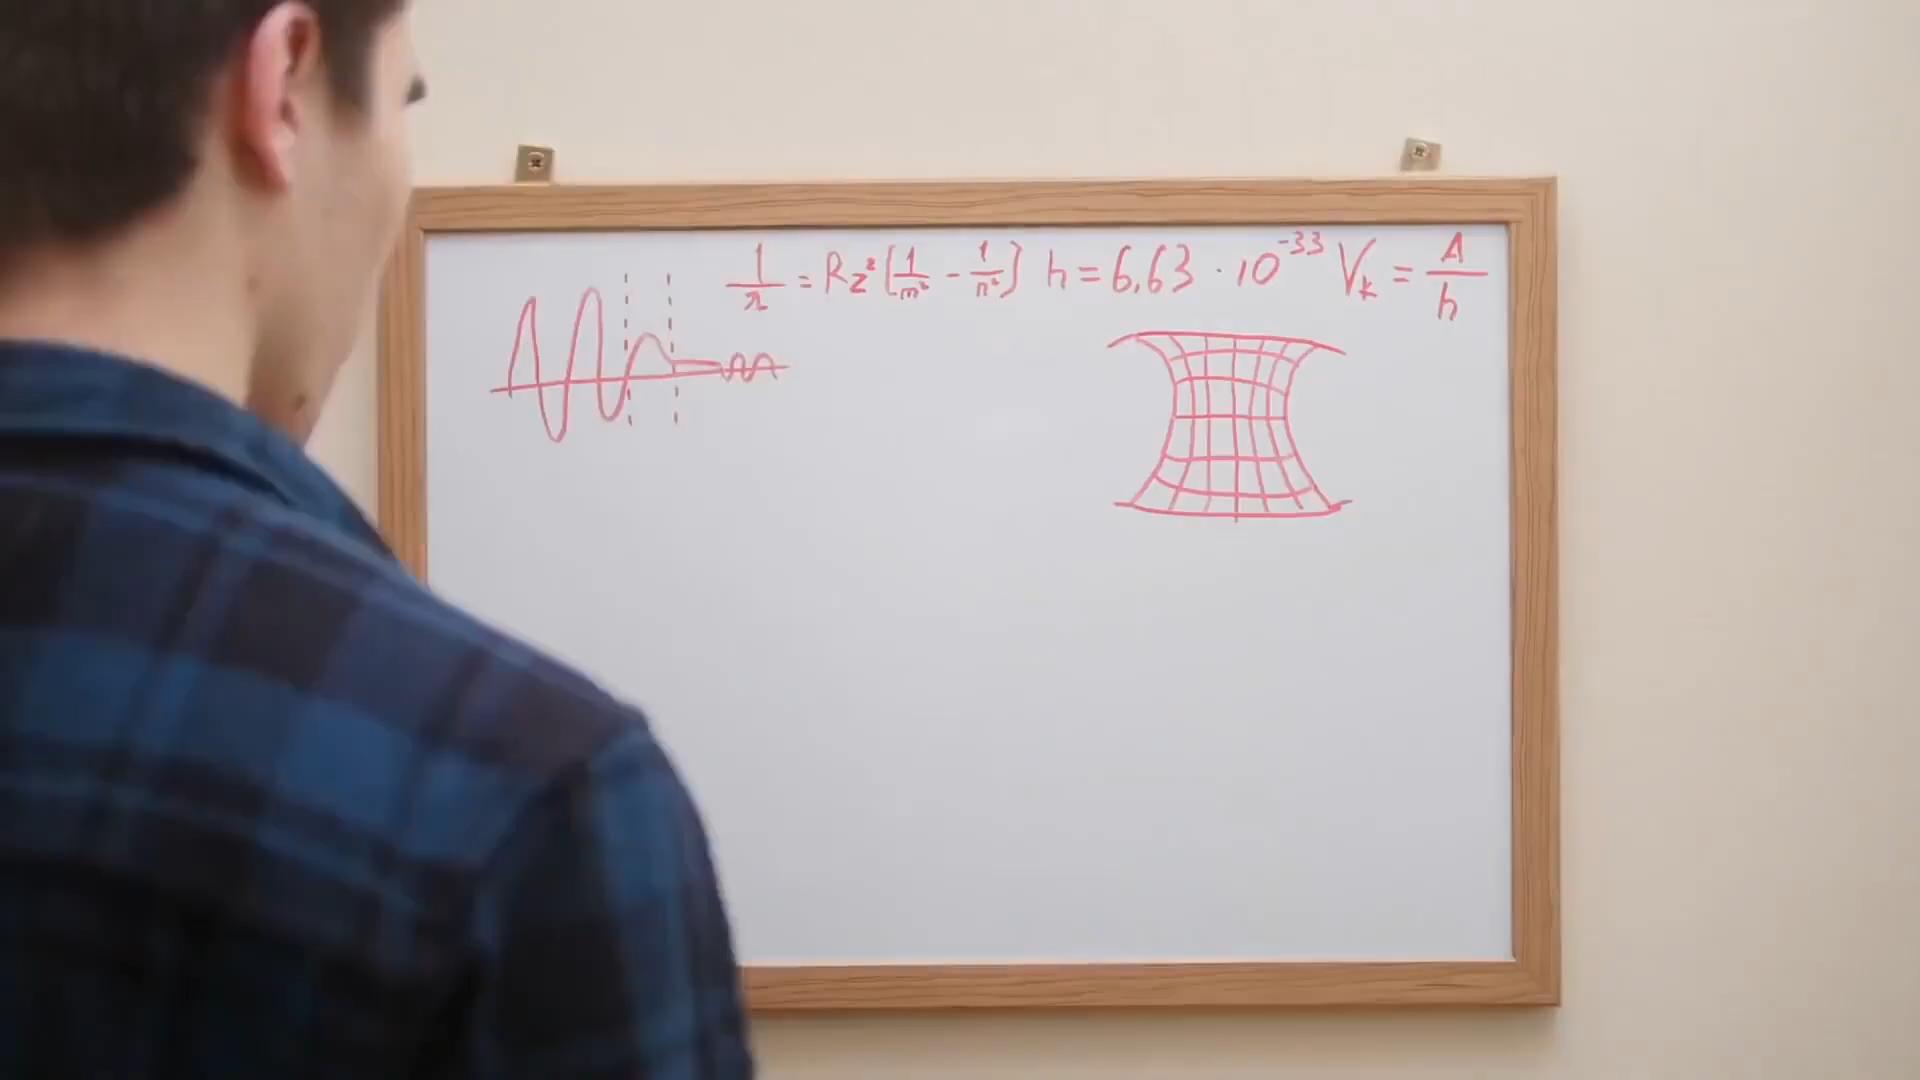 1/λ = Rz²[1/m² - 1/n²] h = 6,63 · 10⁻³³ Vₖ = A/h